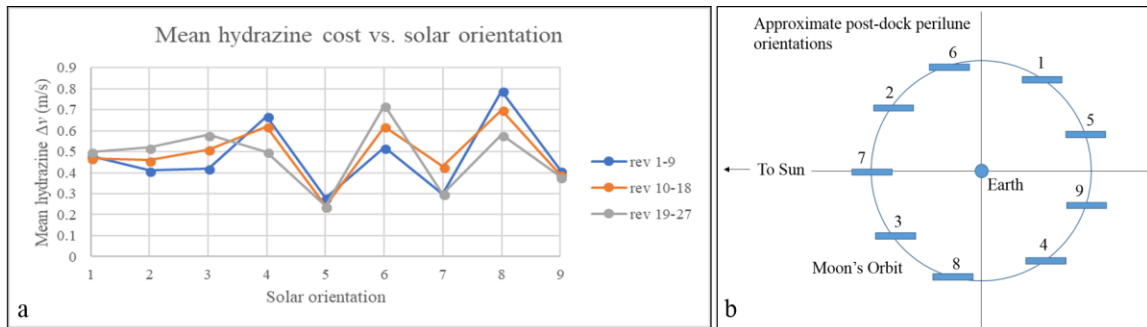 Mean hydrazine cost vs. solar orientation
Mean hydrazine Δv (m/s)
0.9
0.8
0.7
0.6
0.5
0.4
0.3
0.2
0.1
0
1 2 3 4 5 6 7 8 9
Solar orientation
rev 1-9
rev 10-18
rev 19-27
a
Approximate post-dock perilune
orientations
6
1
2
5
7
To Sun
Earth
9
3
4
Moon's Orbit
8
b